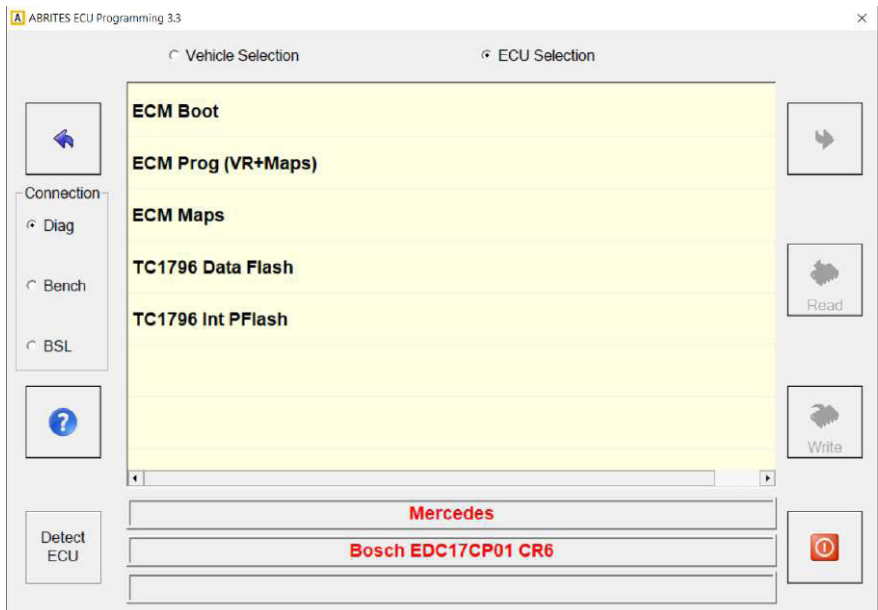 A ABRITES ECU Programming 3.3
Vehicle Selection
ECU Selection
ECM Boot
ECM Prog (VR+Maps)
Connection
ECM Maps
Diag
TC1796 Data Flash
Bench
Read
TC1796 Int PFlash
BSL
?
Write
Mercedes
Detect
ECU
Bosch EDC17CP01 CR6